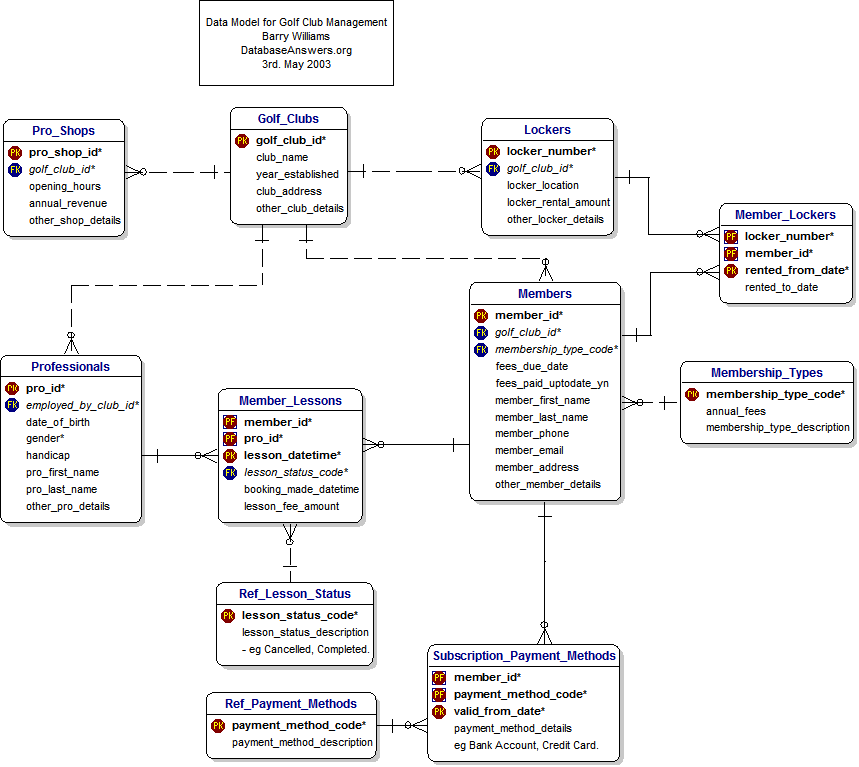 Data Model for Golf Club Management
Barry Williams
DatabaseAnswers.org
3rd. May 2003
Pro_Shops
PK pro_shop_id*
FK golf_club_id*
opening_hours
annual_revenue
other_shop_details
Golf_Clubs
PK golf_club_id*
club_name
year_established
club_address
other_club_details
Lockers
PK locker_number*
FK golf_club_id*
locker_location
locker_rental_amount
other_locker_details
Member_Lockers
PF locker_number*
PF member_id*
PK rented_from_date*
rented_to_date
Members
PK member_id*
FK golf_club_id*
FK membership_type_code*
fees_due_date
fees_paid_uptodate_yn
member_first_name
member_last_name
member_phone
member_email
member_address
other_member_details
Professionals
PK pro_id*
FK employed_by_club_id*
date_of_birth
gender*
handicap
pro_first_name
pro_last_name
other_pro_details
Member_Lessons
PF member_id*
PF pro_id*
PK lesson_datetime*
FK lesson_status_code*
booking_made_datetime
lesson_fee_amount
Membership_Types
PK membership_type_code*
annual_fees
membership_type_description
Ref_Lesson_Status
PK lesson_status_code*
lesson_status_description
- eg Cancelled, Completed.
Subscription_Payment_Methods
PF member_id*
PF payment_method_code*
PK valid_from_date*
payment_method_details
eg Bank Account, Credit Card.
Ref_Payment_Methods
PK payment_method_code*
payment_method_description